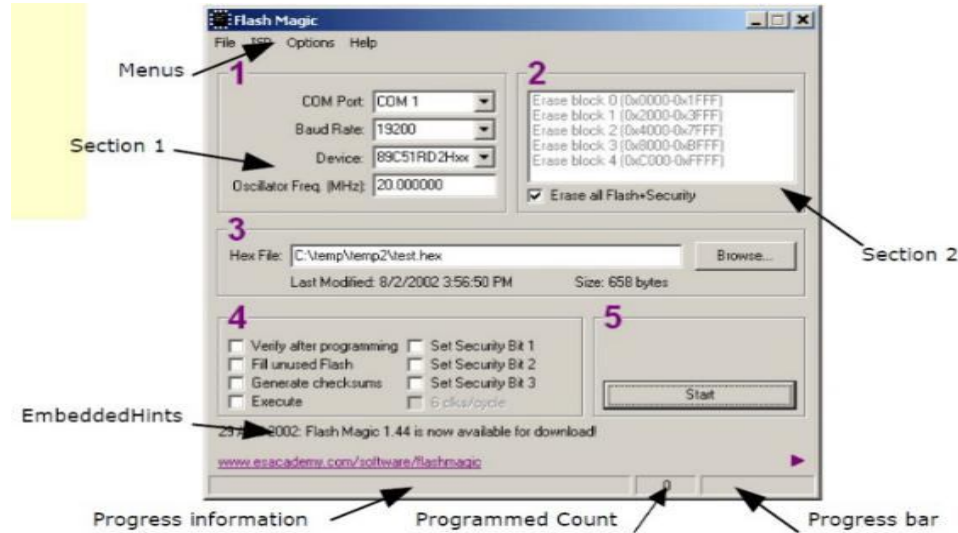 Flash Magic
File ISP Options Help
Menus
1
COM Port: COM 1
Baud Rate: 19200
Section 1
Device: 89C51RD2Hxx
Oscillator Freq. (MHz): 20.000000
2
Erase block 0 (0x0000-0x1FFF)
Erase block 1 (0x2000-0x3FFF)
Erase block 2 (0x4000-0x7FFF)
Erase block 3 (0x8000-0xBFFF)
Erase block 4 (0xC000-0xFFFF)
Erase all Flash+Security
Section 2
3
Hex File: C:\temp\temp2\test.hex Browse...
Last Modified: 8/2/2002 3:56:50 PM Size: 658 bytes
4
Verify after programming Set Security Bit 1
Fill unused Flash Set Security Bit 2
Generate checksums Set Security Bit 3
Execute 6 clks/cycle
5
Start
EmbeddedHints
2002: Flash Magic 1.44 is now available for download!
www.esacademy.com/software/flashmagic
0
Progress information Programmed Count Progress bar